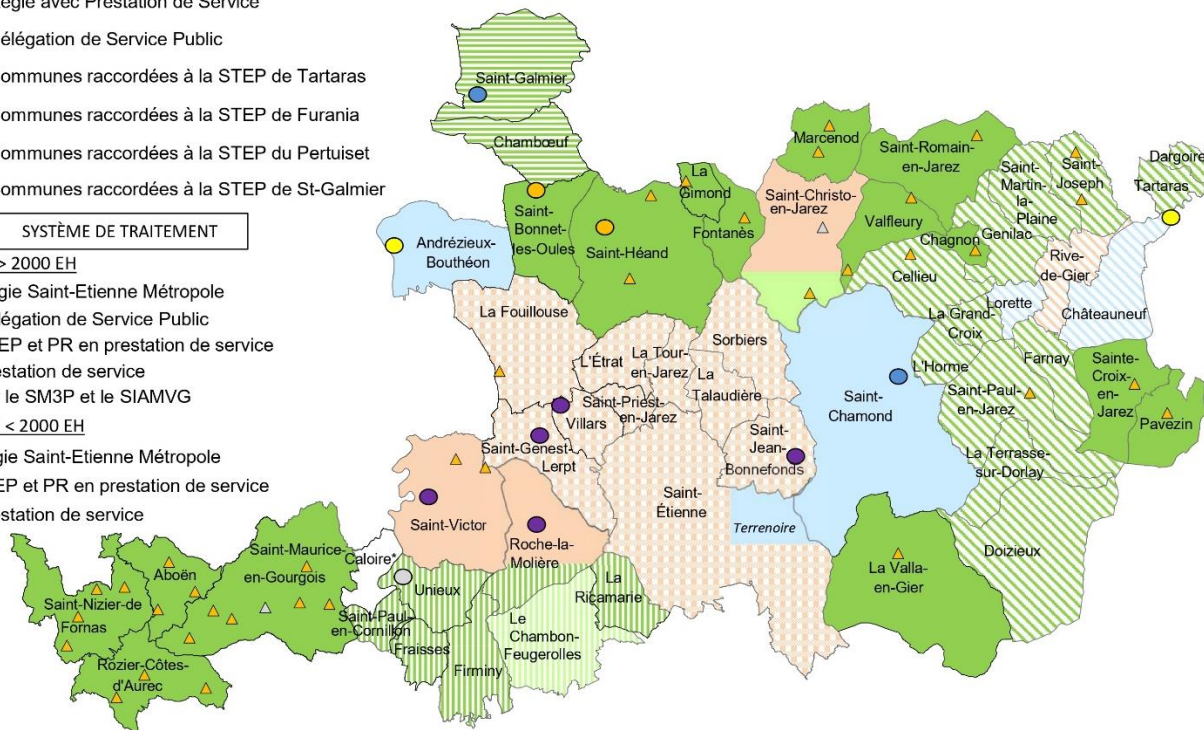 égie avec Prestation de Service
élégation de Service Public
ommunes raccordées à la STEP de Tartaras
ommunes raccordées à la STEP de Furania
ommunes raccordées à la STEP du Pertuiset
ommunes raccordées à la STEP de St-Galmier
SYSTÈME DE TRAITEMENT
> 2000 EH
gie Saint-Etienne Métropole
légation de Service Public
EP et PR en prestation de service
estation de service
le SM3P et le SIAMVG
< 2000 EH
gie Saint-Etienne Métropole
EP et PR en prestation de service
estation de service
Saint-Galmier
Chambœuf
Andrézieux-
Bouthéon
Saint-
Bonnet-
les-Oules
Saint-Héand
La
Gimond
Fontanès
Marcenod
Saint-Christo-
en-Jarez
Saint-Romain-
en-Jarez
Valfleury
Chagnon
Cellieu
Saint-
Martin-
la-
Plaine
Saint-
Joseph
Genilac
Dargoire
Tartaras
Rive-
de-Gier
Châteauneuf
Lorette
La Grand-
Croix
L'Horme
Farnay
Saint-Paul-
en-Jarez
Sainte-
Croix-
en-
Jarez
Pavezin
La Terrasse-
sur-Dorlay
Doizieux
La Valla-
en-Gier
Saint-
Chamond
La Fouillouse
L'Étrat
La Tour-
en-Jarez
Sorbiers
La
Talaudière
Saint-Priest-
en-Jarez
Villars
Saint-Genest-
Lerpt
Saint-
Jean-
Bonnefonds
Saint-
Étienne
Terrenoire
Saint-Victor
Roche-la-
Molière
Caloire*
Unieux
Saint-Paul-
en-Cornillon
Fraisses
Firminy
Le
Chambon-
Feugerolles
La
Ricamarie
Saint-Maurice-
en-Gourgois
Aboën
Saint-Nizier-de
Fornas
Rozier-Côtes-
d'Aurec